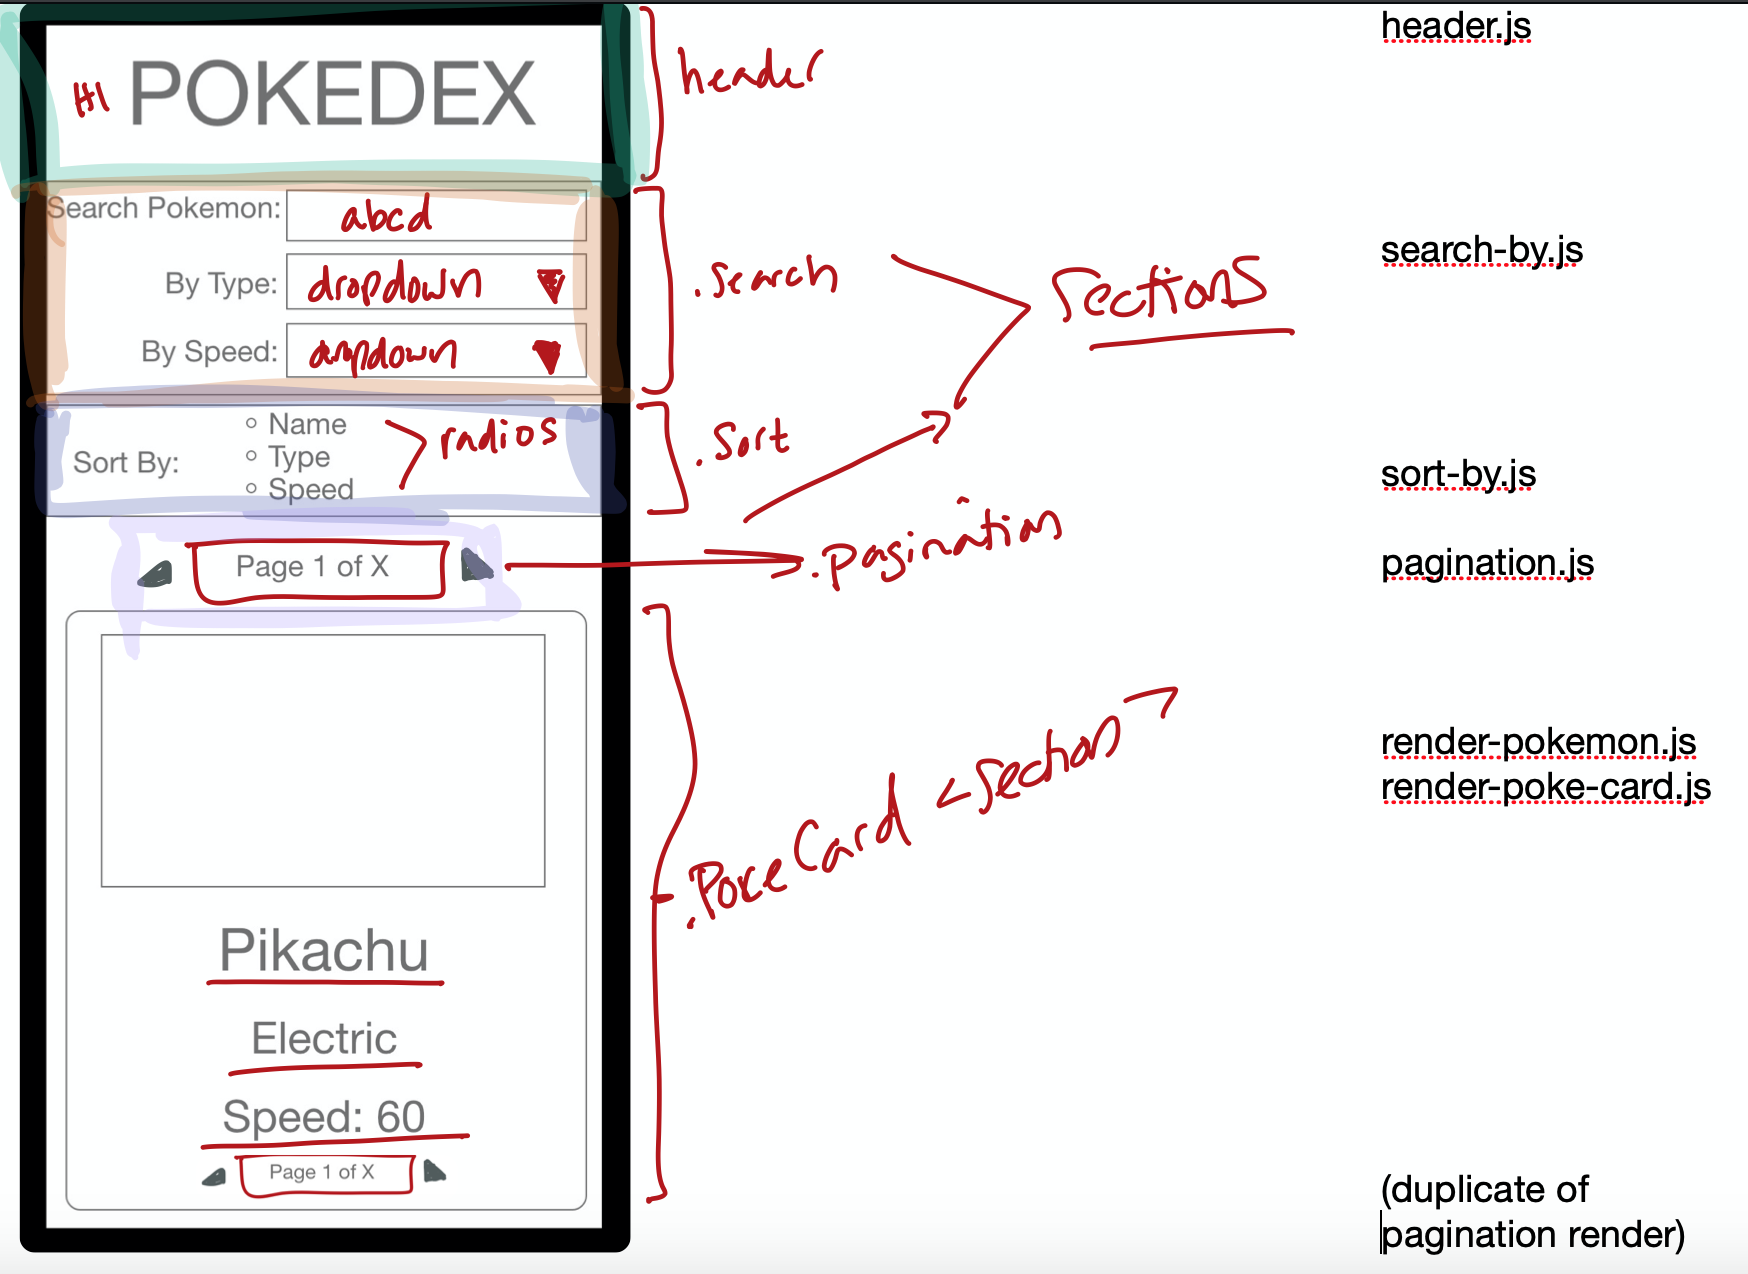 header.js
H1 POKEDEX
header
Search Pokemon: abcd
search-by.js
.search
Sections
By Type: dropdown
By Speed: dropdown
Name
radios
.Sort
Sort By:
Type
sort-by.js
Speed
.pagination
Page 1 of X
pagination.js
render-pokemon.js
render-poke-card.js
.PokeCard <section>
Pikachu
Electric
Speed: 60
Page 1 of X
(duplicate of
pagination render)